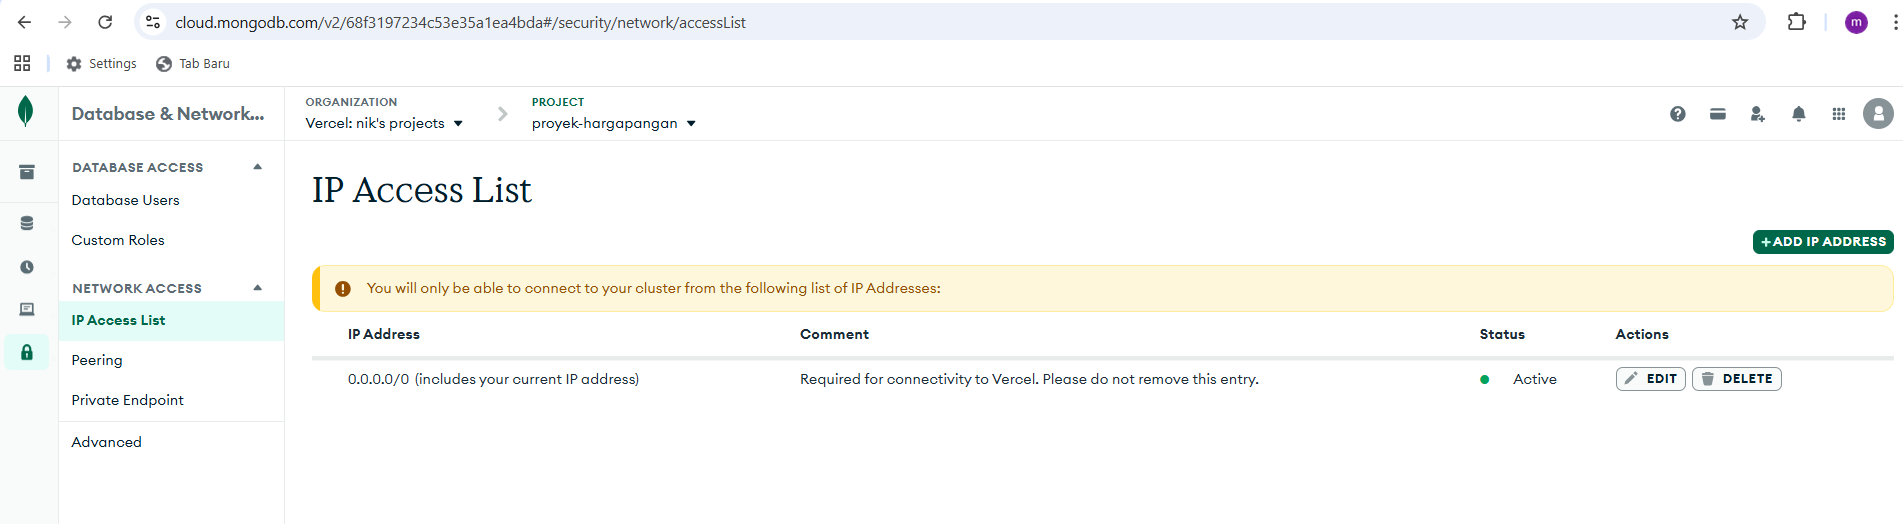 cloud.mongodb.com/v2/68f3197234c53e35a1ea4bda#/security/network/accessList
m
Settings
Tab Baru
Database & Network...
ORGANIZATION
Vercel: nik's projects
PROJECT
proyek-hargapangan
DATABASE ACCESS
Database Users
Custom Roles
NETWORK ACCESS
IP Access List
Peering
Private Endpoint
Advanced
IP Access List
+ ADD IP ADDRESS
You will only be able to connect to your cluster from the following list of IP Addresses:
IP Address Comment Status Actions
0.0.0.0/0 (includes your current IP address) Required for connectivity to Vercel. Please do not remove this entry. Active EDIT DELETE